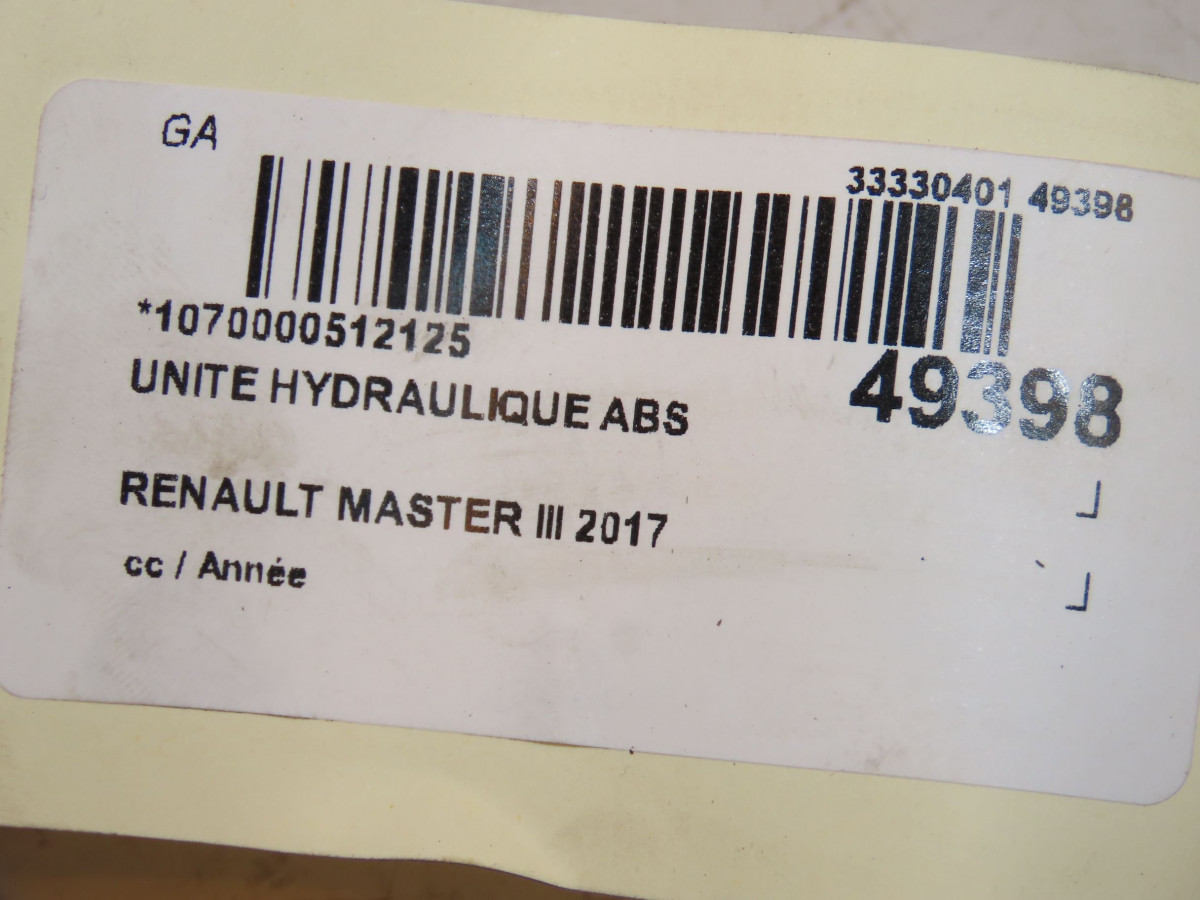 GA
33330401 49398
*1070000512125
49398
UNITE HYDRAULIQUE ABS
RENAULT MASTER III 2017
cc / Année